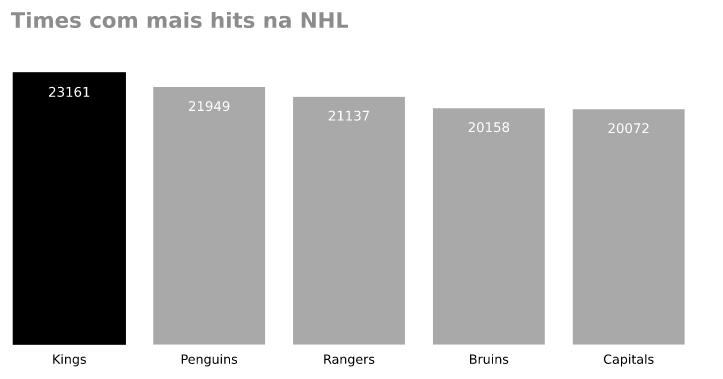 Times com mais hits na NHL
23161
21949
21137
20158
20072
Kings
Penguins
Rangers
Bruins
Capitals